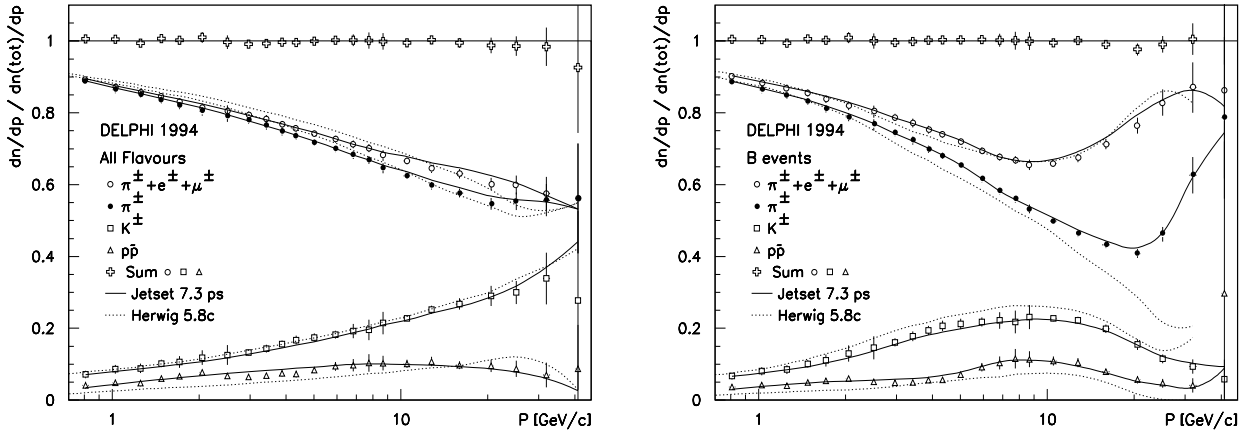 dn/dp / dn(tot)/dp
1
0.8
0.6
0.4
0.2
0
DELPHI 1994
All Flavours
π± + e± + μ±
π±
K±
pp̄
Sum
Jetset 7.3 ps
Herwig 5.8c
1
10
P [GeV/c]
dn/dp / dn(tot)/dp
1
0.8
0.6
0.4
0.2
0
DELPHI 1994
B events
π± + e± + μ±
π±
K±
pp̄
Sum
Jetset 7.3 ps
Herwig 5.8c
1
10
P [GeV/c]